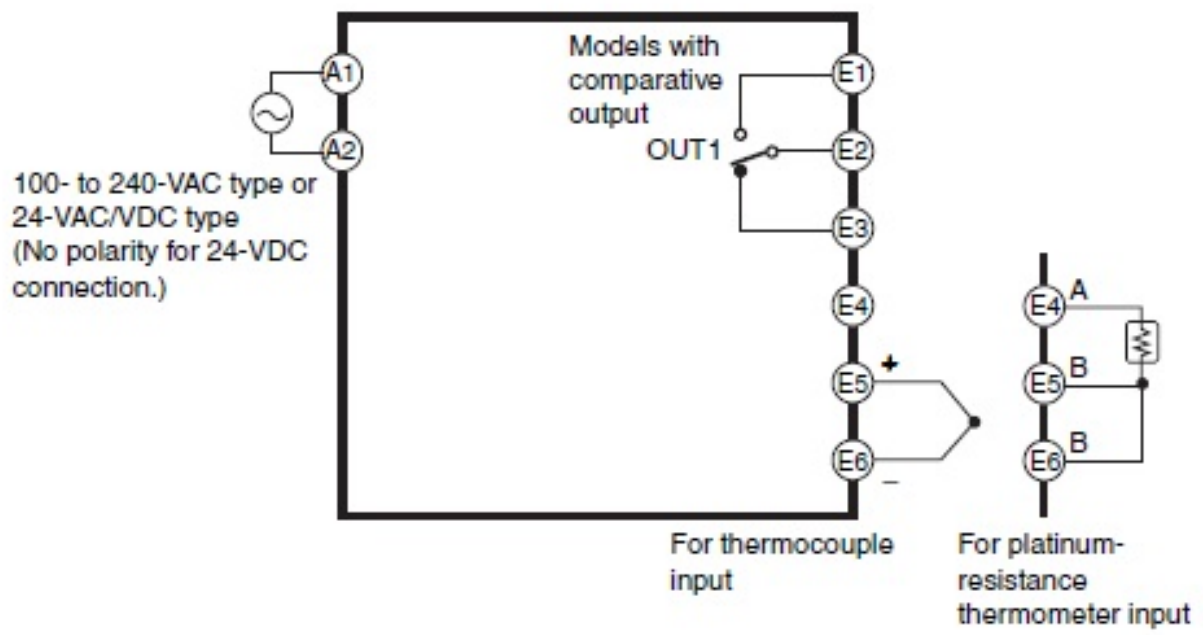 Models with
comparative
output
A1
E1
OUT1
A2
E2
100- to 240-VAC type or
24-VAC/VDC type
(No polarity for 24-VDC
connection.)
E3
E4
E5
+
E6
–
For thermocouple
input
E4
A
E5
B
E6
B
For platinum-
resistance
thermometer input